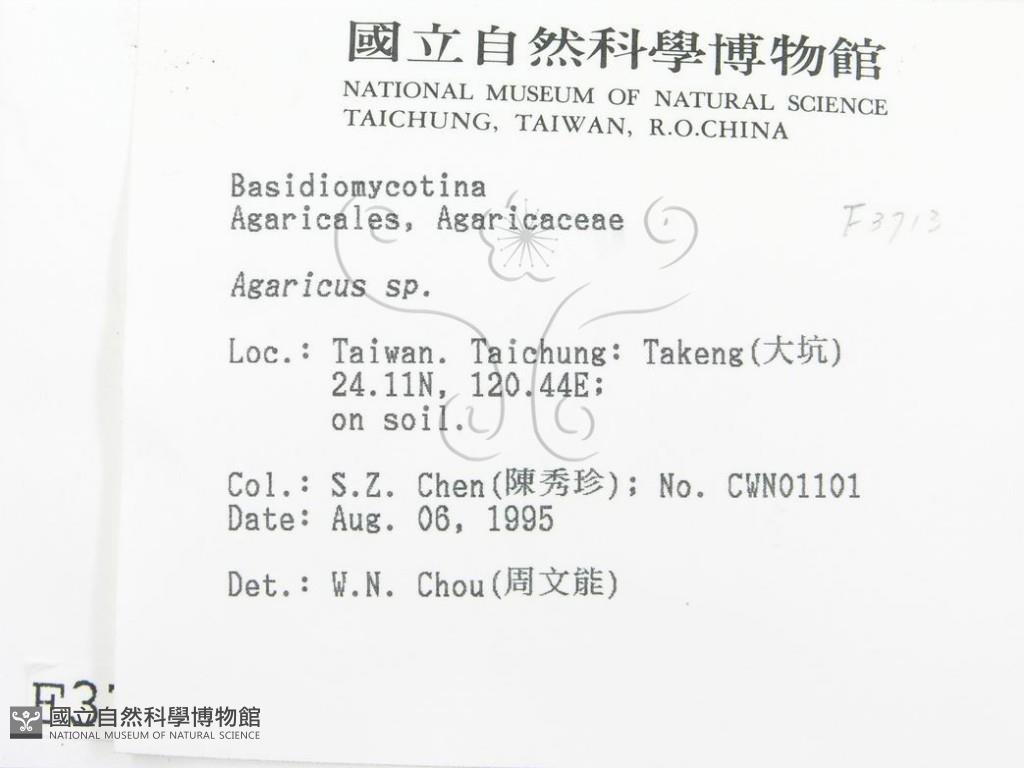 國立自然科學博物館
NATIONAL MUSEUM OF NATURAL SCIENCE
TAICHUNG, TAIWAN, R.O.CHINA
Basidiomycotina
Agaricales, Agaricaceae
F3713
Agaricus sp.
Loc.: Taiwan. Taichung: Takeng(大坑)
24.11N, 120.44E;
on soil.
Col.: S.Z. Chen(陳秀珍); No. CWN01101
Date: Aug. 06, 1995
Det.: W.N. Chou(周文能)
F37
國立自然科學博物館
NATIONAL MUSEUM OF NATURAL SCIENCE